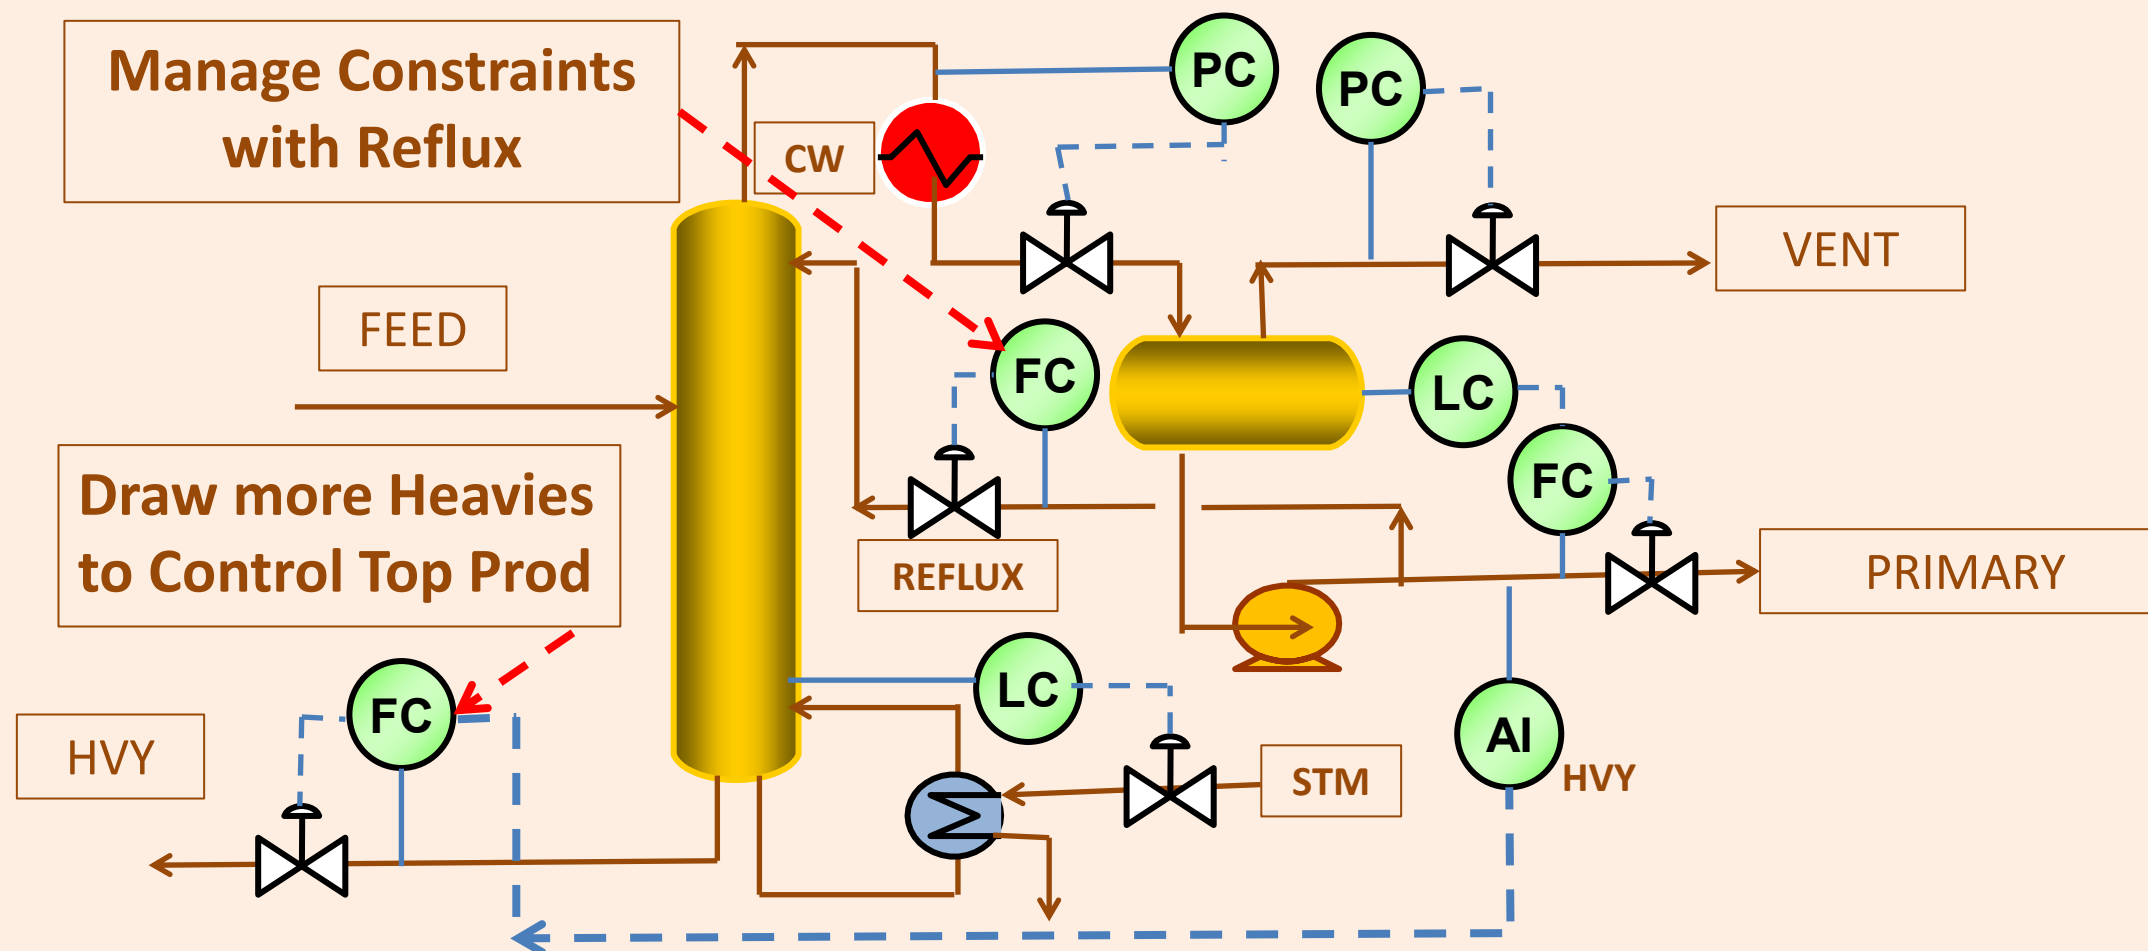 Manage Constraints
with Reflux
PC
PC
CW
VENT
FEED
FC
LC
Draw more Heavies
to Control Top Prod
FC
REFLUX
PRIMARY
HVY
FC
LC
STM
AI
HVY